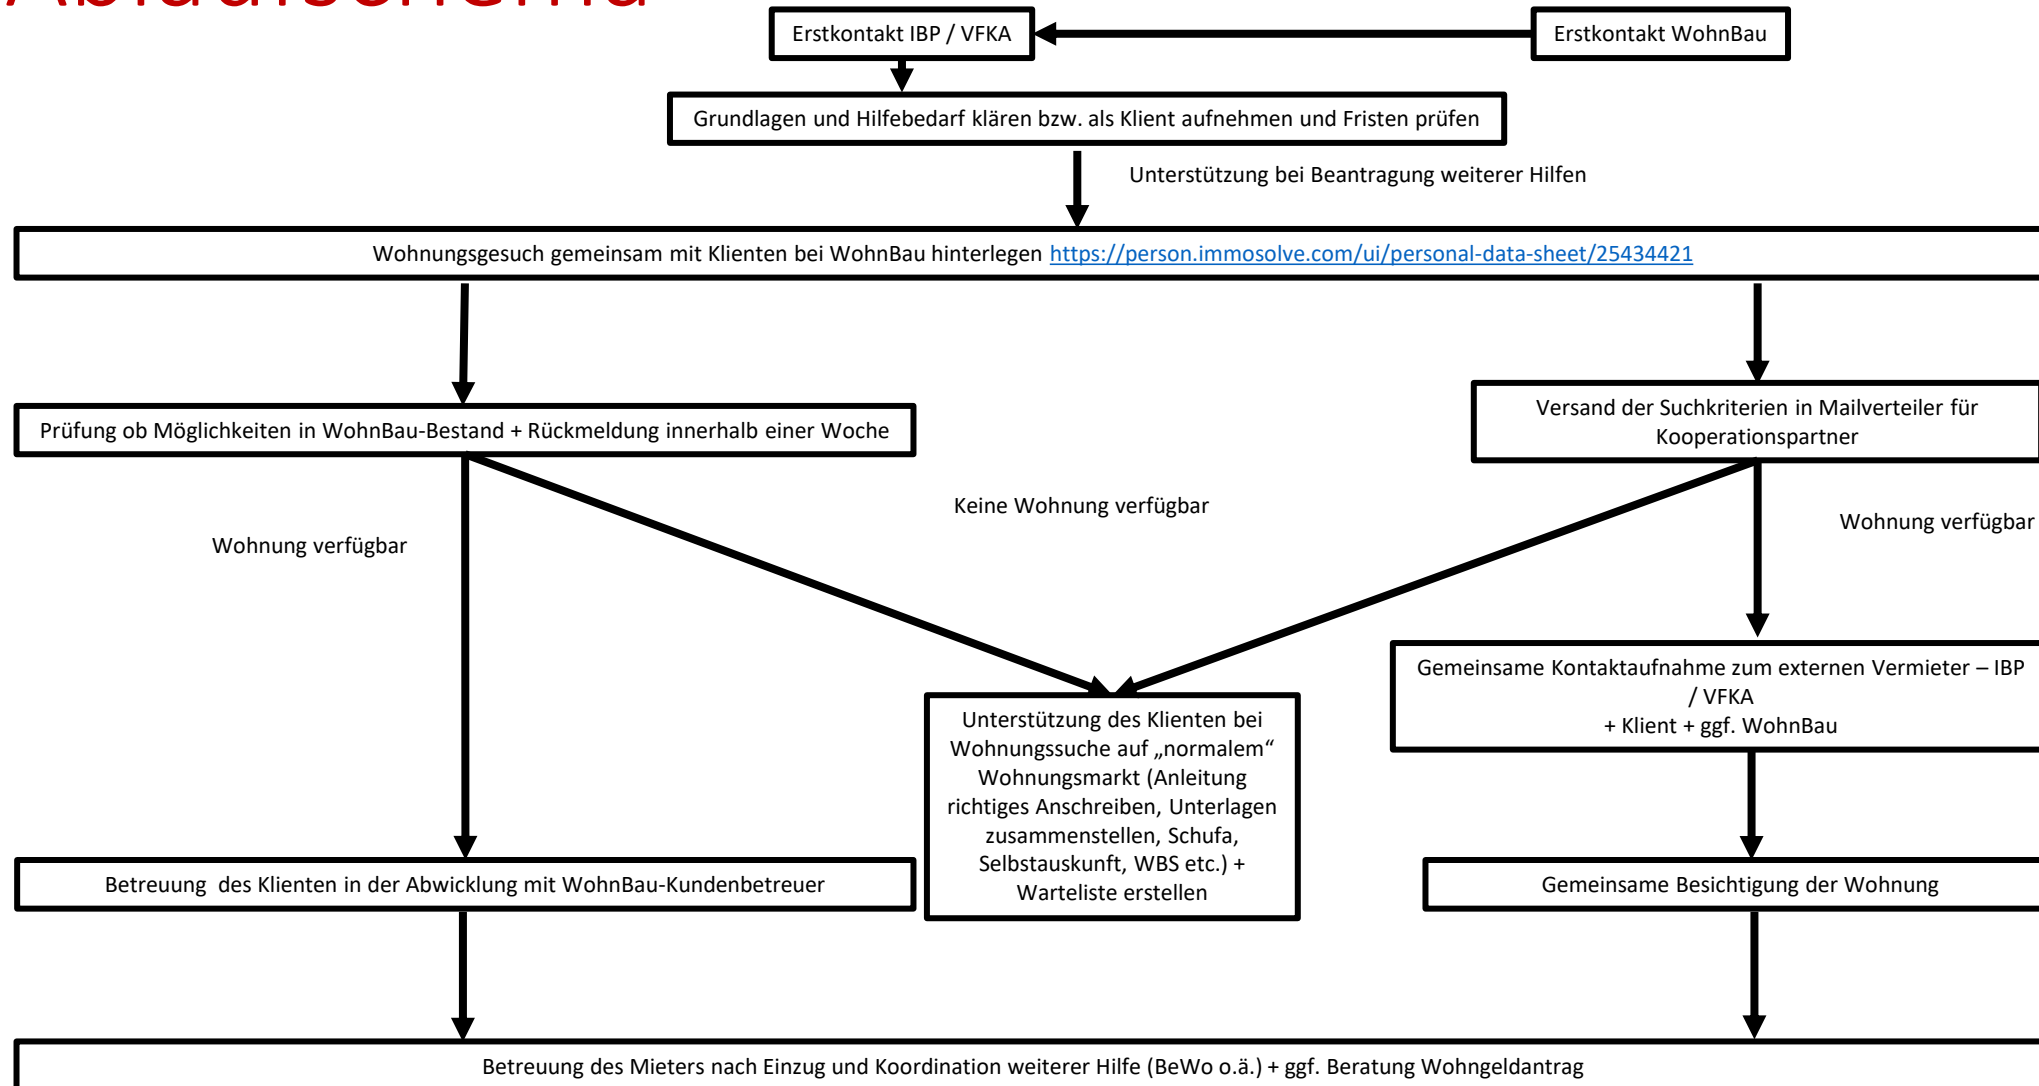 Ablaufschema
Erstkontakt IBP / VFKA
Erstkontakt WohnBau
Grundlagen und Hilfebedarf klären bzw. als Klient aufnehmen und Fristen prüfen
Unterstützung bei Beantragung weiterer Hilfen
Wohnungsgesuch gemeinsam mit Klienten bei WohnBau hinterlegen https://person.immosolve.com/ui/personal-data-sheet/25434421
Prüfung ob Möglichkeiten in WohnBau-Bestand + Rückmeldung innerhalb einer Woche
Versand der Suchkriterien in Mailverteiler für
Kooperationspartner
Keine Wohnung verfügbar
Wohnung verfügbar
Wohnung verfügbar
Gemeinsame Kontaktaufnahme zum externen Vermieter – IBP
/ VFKA
+ Klient + ggf. WohnBau
Unterstützung des Klienten bei
Wohnungssuche auf „normalem“
Wohnungsmarkt (Anleitung
richtiges Anschreiben, Unterlagen
zusammenstellen, Schufa,
Selbstauskunft, WBS etc.) +
Warteliste erstellen
Betreuung  des Klienten in der Abwicklung mit WohnBau-Kundenbetreuer
Gemeinsame Besichtigung der Wohnung
Betreuung des Mieters nach Einzug und Koordination weiterer Hilfe (BeWo o.ä.) + ggf. Beratung Wohngeldantrag